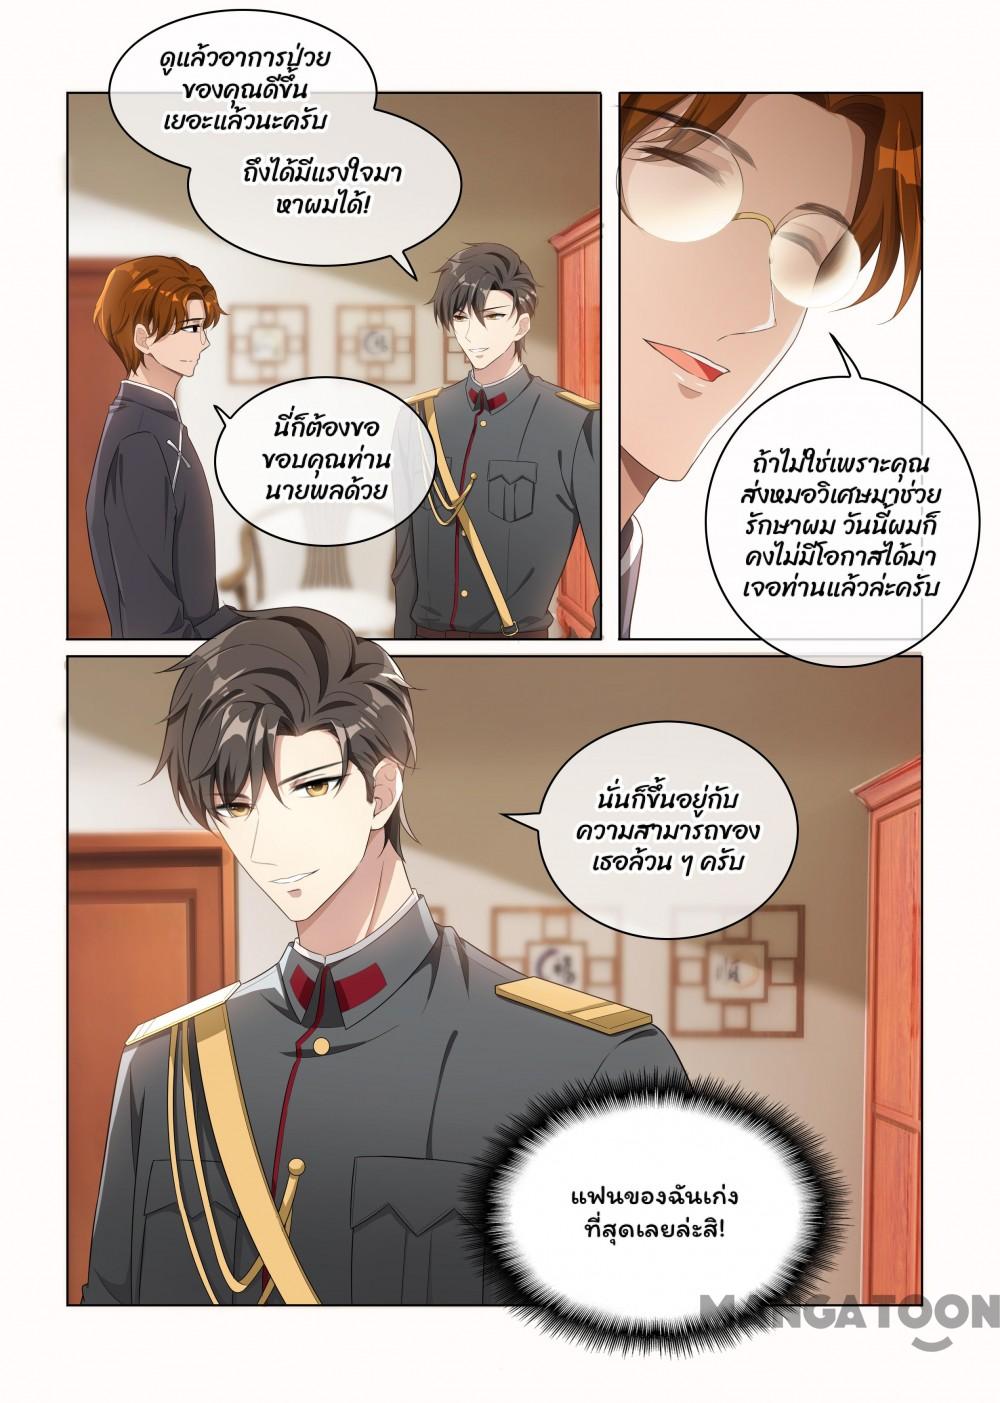 ดูแล้วอาการป่วย
ของคุณดีขึ้น
เยอะแล้วนะครับ
ถึงได้มีแรงใจมา
หาผมได้!
นี่ก็ต้องขอ
ขอบคุณท่าน
นายพลด้วย
ถ้าไม่ใช่เพราะคุณ
ส่งหมอวิเศษมาช่วย
รักษาผม วันนี้ผมก็
คงไม่มีโอกาสได้มา
เจอท่านแล้วล่ะครับ
นั่นก็ขึ้นอยู่กับ
ความสามารถของ
เธอล้วน ๆ ครับ
แฟนของฉันเก่ง
ที่สุดเลยล่ะสิ!
MANGATOON